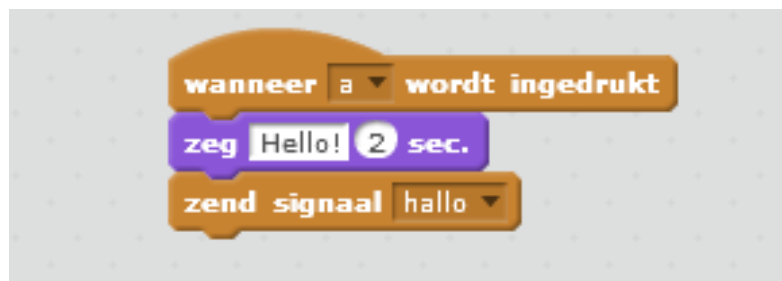 wanneer a wordt ingedrukt
zeg Hello! 2 sec.
zend signaal hallo